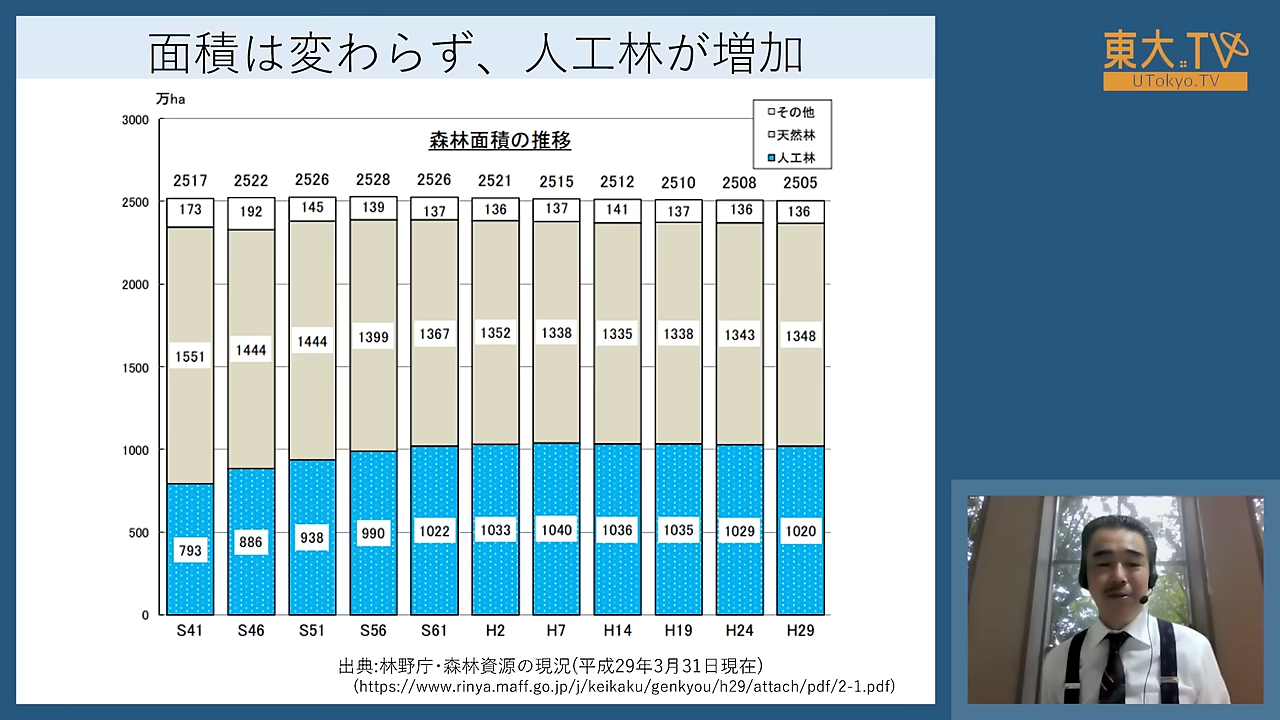 面積は変わらず、人工林が増加
東大.TV
UTokyo.TV
万ha
森林面積の推移
□その他
□天然林
■人工林
3000
2500
2000
1500
1000
500
0
2517 2522 2526 2528 2526 2521 2515 2512 2510 2508 2505
173 192 145 139 137 136 137 141 137 136 136
1551 1444 1444 1399 1367 1352 1338 1335 1338 1343 1348
793 886 938 990 1022 1033 1040 1036 1035 1029 1020
S41 S46 S51 S56 S61 H2 H7 H14 H19 H24 H29
出典:林野庁・森林資源の現況(平成29年3月31日現在)
(https://www.rinya.maff.go.jp/j/keikaku/genkyou/h29/attach/pdf/2-1.pdf)